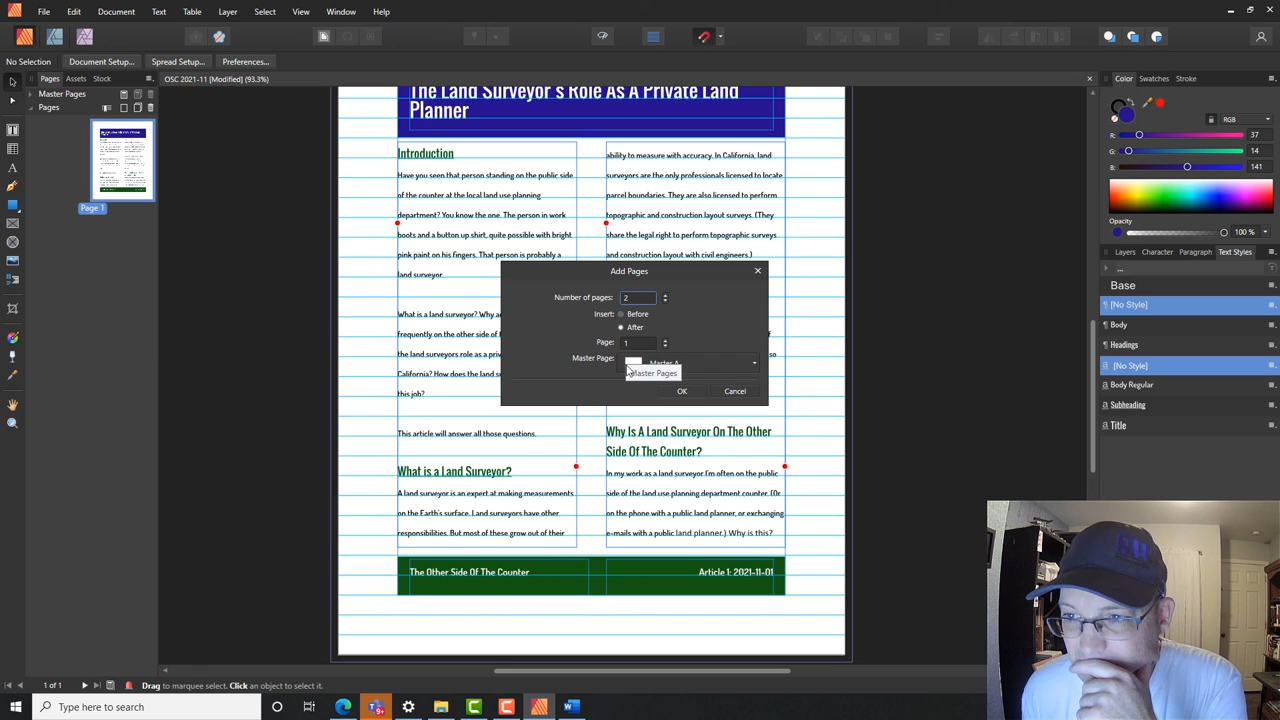 File Edit Document Text Table Layer Select View Window Help
No Selection Document Setup... Spread Setup... Preferences...
Pages Assets Stock OSC 2021-11 [Modified] (93.3%)
Master Pages
Pages
Page 1
The Land Surveyor's Role As A Private Land
Planner
Introduction
Have you seen that person standing on the public side
of the counter at the local land use planning
department? You know the one. The person in work
boots and a button up shirt, quite possible with bright
pink paint on his fingers. That person is probably a
land surveyor.
What is a land surveyor? Why
frequently on the other side of
the land surveyors role as a
California? How does the land
this job?
This article will answer all those questions.
What is a Land Surveyor?
A land surveyor is an expert at making measurements
on the Earth's surface. Land surveyors have other
responsibilities. But most of these grow out of their
ability to measure with accuracy. In California, land
surveyors are the only professionals licensed to locate
parcel boundaries. They are also licensed to perform
topographic and construction layout surveys. (They
share the legal right to perform topographic surveys
and construction layout with civil engineers.)
so
Why Is A Land Surveyor On The Other
Side Of The Counter?
In my work as a land surveyor I'm often on the public
side of the land use planning department counter. (Or
on the phone with a public land planner, or exchanging
e-mails with a public land planner.) Why is this?
The Other Side Of The Counter
Article 1: 2021-11-01
Add Pages
Number of pages: 2
Insert: Before
After
Page: 1
Master Page: Master A
Master Pages
OK Cancel
Color Swatches Stroke
RGB
R: 37
G: 14
B: 141
Opacity
100 %
Layers Character Paragraph Text Styles
...
Base
[No Style]
Body
Headings
[No Style]
Body Regular
Subheading
Title
1 of 1 Drag to marquee select. Click an object to select it.
Type here to search
9+
7:00 AM